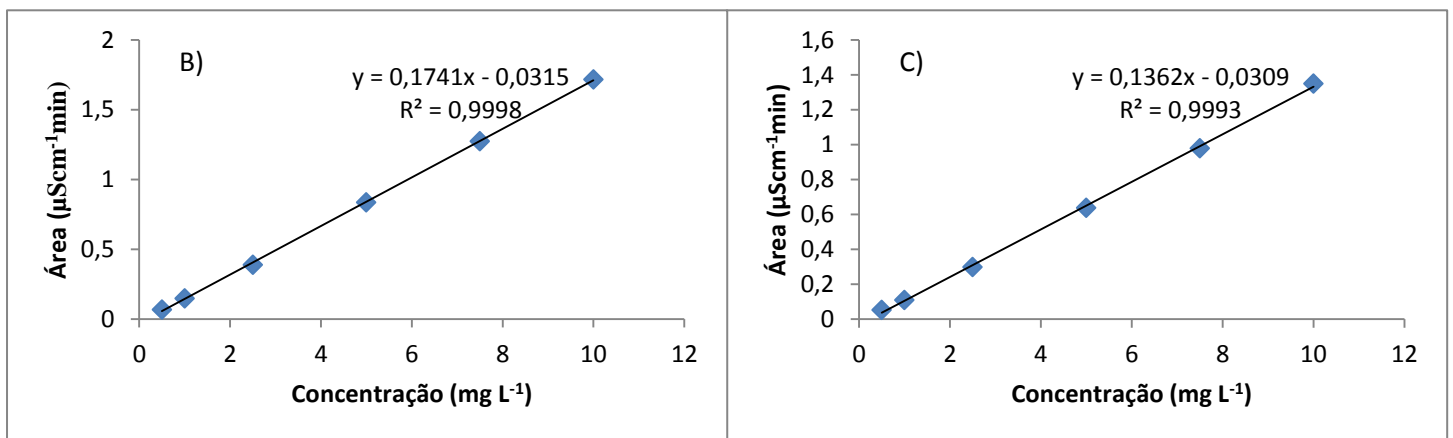 B)
y = 0,1741x - 0,0315
R² = 0,9998
Área (µScm⁻¹min)
2
1,5
1
0,5
0
0 2 4 6 8 10 12
Concentração (mg L⁻¹)
C)
y = 0,1362x - 0,0309
R² = 0,9993
Área (µScm⁻¹min)
1,6
1,4
1,2
1
0,8
0,6
0,4
0,2
0
0 2 4 6 8 10 12
Concentração (mg L⁻¹)